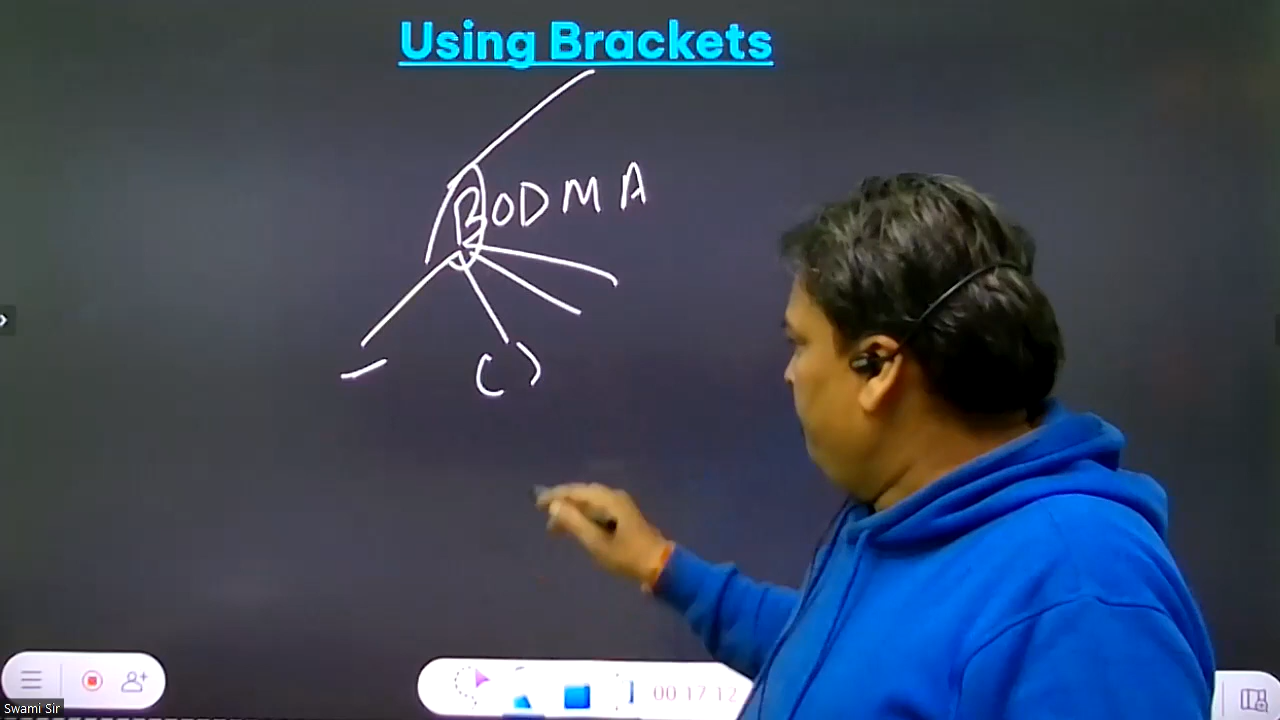 Using Brackets
BODMA
— ( )
00 17 12
Swami Sir